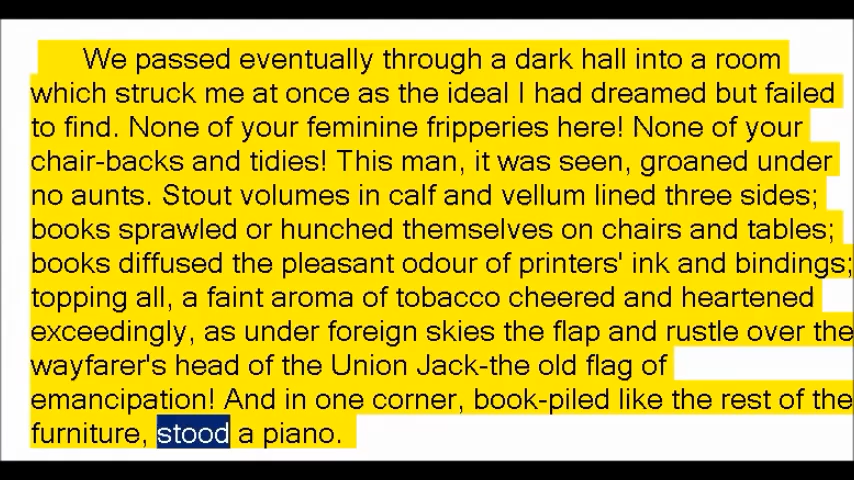 We passed eventually through a dark hall into a room
which struck me at once as the ideal I had dreamed but failed
to find. None of your feminine fripperies here! None of your
chair-backs and tidies! This man, it was seen, groaned under
no aunts. Stout volumes in calf and vellum lined three sides;
books sprawled or hunched themselves on chairs and tables;
books diffused the pleasant odour of printers' ink and bindings;
topping all, a faint aroma of tobacco cheered and heartened
exceedingly, as under foreign skies the flap and rustle over the
wayfarer's head of the Union Jack-the old flag of
emancipation! And in one corner, book-piled like the rest of the
furniture, stood a piano.